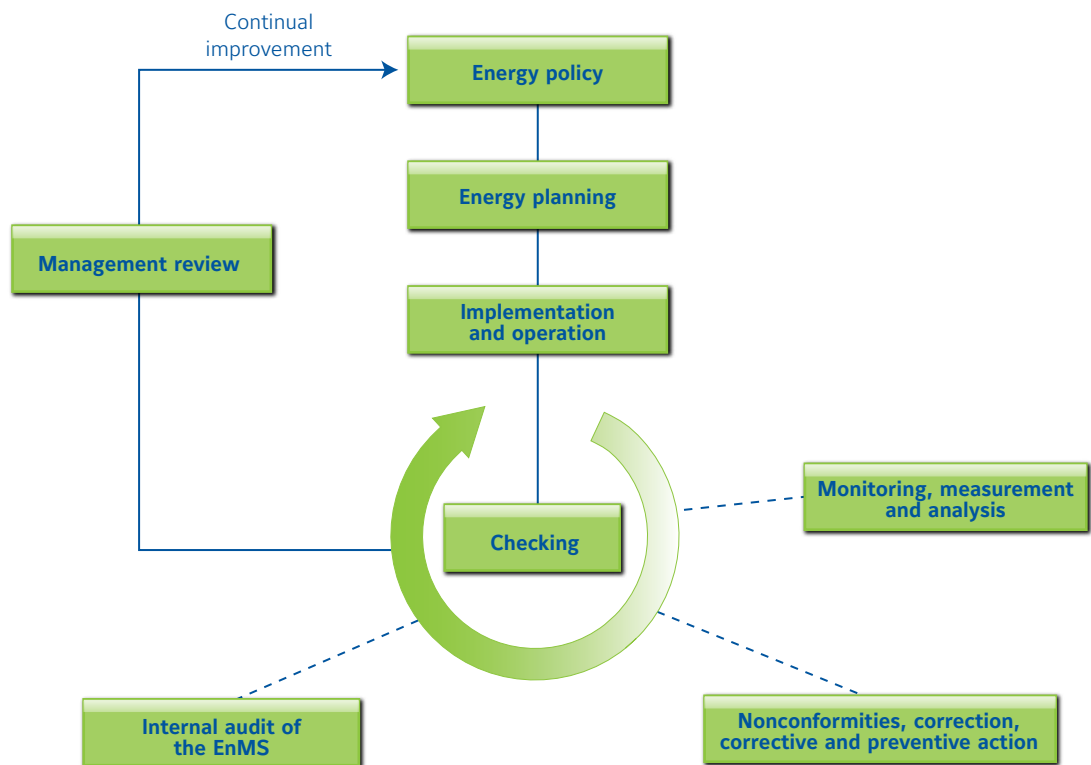 Continual
improvement
Energy policy
Energy planning
Management review
Implementation
and operation
Monitoring, measurement
and analysis
Checking
Internal audit of
the EnMS
Nonconformities, correction,
corrective and preventive action